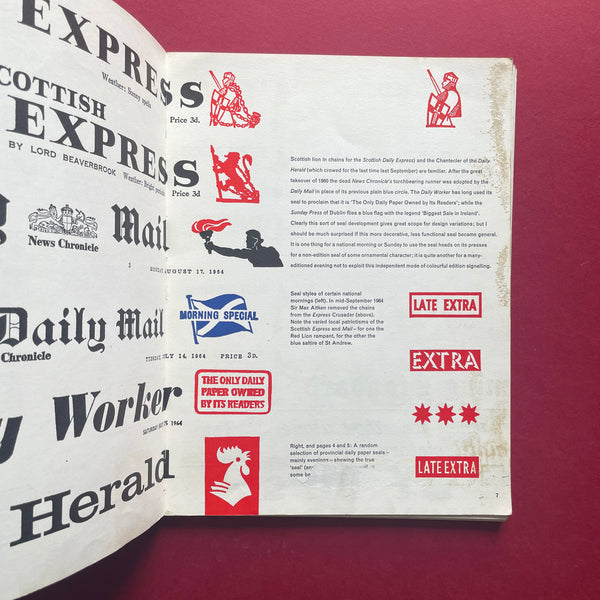 EXPRESS
Weather: Sunny spells
Price 3d.
SCOTTISH
EXPRESS
BY LORD BEAVERBROOK Weather: Bright periods
Price 3d
News Chronicle
Mail
AUGUST 17, 1964
Daily Mail
Chronicle
TUESDAY, JULY 14, 1964 PRICE 3D.
MORNING SPECIAL
Worker
SATURDAY 1964
THE ONLY DAILY
PAPER OWNED
BY ITS READERS
Herald
Scottish lion in chains for the Scottish Daily Express) and the Chantecler of the Daily
Herald (which crowed for the last time last September) are familiar. After the great
takeover of 1960 the dead News Chronicle's torchbearing runner was adopted by the
Daily Mail in place of its previous plain blue circle. The Daily Worker has long used its
seal to proclaim that it is 'The Only Daily Paper Owned by Its Readers'; while the
Sunday Press of Dublin flies a blue flag with the legend 'Biggest Sale in Ireland'.
Clearly this sort of seal development gives great scope for design variations; but I
should be much surprised if this more decorative, less functional seal became general.
It is one thing for a national morning or Sunday to use the seal heads on its presses
for a non-edition seal of some ornamental character; it is quite another for a many-
editioned evening not to exploit this independent mode of colourful edition signalling.
Seal styles of certain national
mornings (left). In mid-September 1964
Sir Max Aitken removed the chains
from the Express Crusader (above).
Note the varied local patriotisms of the
Scottish Express and Mail – for one the
Red Lion rampant, for the other the
blue saltire of St Andrew.
LATE EXTRA
EXTRA
LATE EXTRA
Right, and pages 4 and 5: A random
selection of provincial daily paper seals –
mainly evenings – showing the true
'seal'
some
7